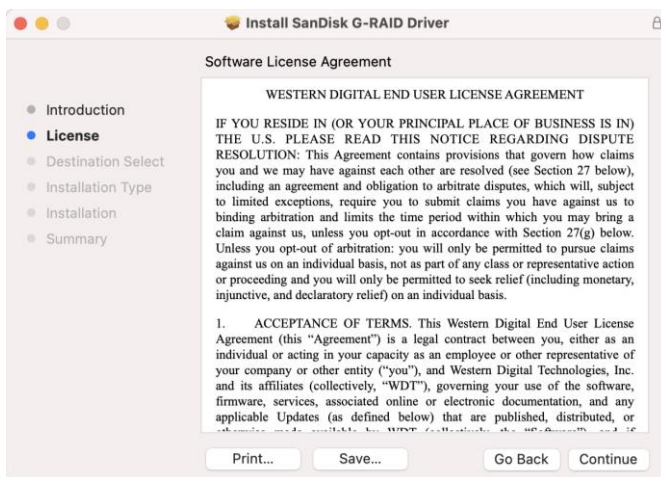 Install SanDisk G-RAID Driver
Software License Agreement
Introduction
License
Destination Select
Installation Type
Installation
Summary
WESTERN DIGITAL END USER LICENSE AGREEMENT
IF YOU RESIDE IN (OR YOUR PRINCIPAL PLACE OF BUSINESS IS IN)
THE U.S. PLEASE READ THIS NOTICE REGARDING DISPUTE
RESOLUTION: This Agreement contains provisions that govern how claims
you and we may have against each other are resolved (see Section 27 below),
including an agreement and obligation to arbitrate disputes, which will, subject
to limited exceptions, require you to submit claims you have against us to
binding arbitration and limits the time period within which you may bring a
claim against us, unless you opt-out in accordance with Section 27(g) below.
Unless you opt-out of arbitration: you will only be permitted to pursue claims
against us on an individual basis, not as part of any class or representative action
or proceeding and you will only be permitted to seek relief (including monetary,
injunctive, and declaratory relief) on an individual basis.
1. ACCEPTANCE OF TERMS. This Western Digital End User License
Agreement (this “Agreement”) is a legal contract between you, either as an
individual or acting in your capacity as an employee or other representative of
your company or other entity (“you”), and Western Digital Technologies, Inc.
and its affiliates (collectively, “WDT”), governing your use of the software,
firmware, services, associated online or electronic documentation, and any
applicable Updates (as defined below) that are published, distributed, or
Print...
Save...
Go Back
Continue